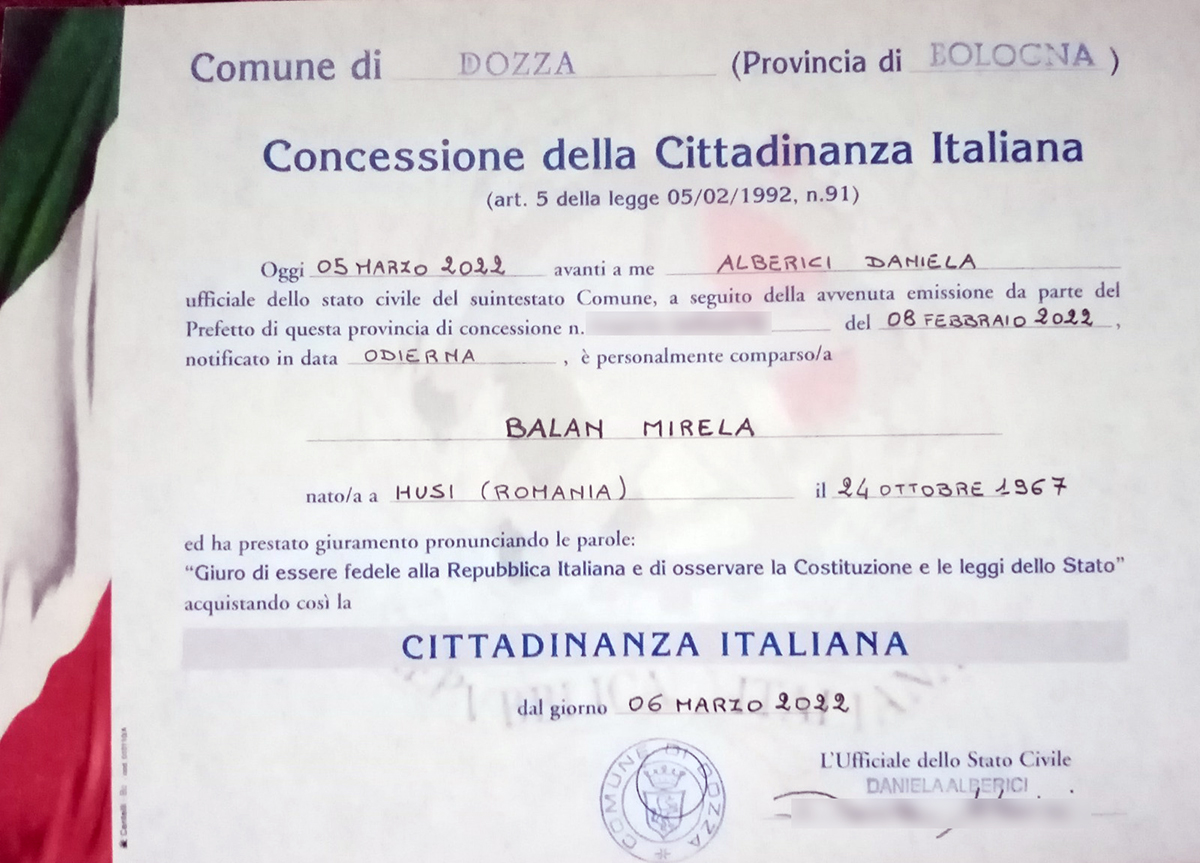 Comune di DOZZA (Provincia di BOLOGNA)
Concessione della Cittadinanza Italiana
(art. 5 della legge 05/02/1992, n.91)
Oggi 05 MARZO 2022 avanti a me ALBERICI DANIELA
ufficiale dello stato civile del suintestato Comune, a seguito della avvenuta emissione da parte del
Prefetto di questa provincia di concessione n. del 08 FEBBRAIO 2022,
notificato in data ODIERNA, è personalmente comparso/a
BALAN MIRELA
nato/a a HUSI (ROMANIA) il 24 OTTOBRE 1967
ed ha prestato giuramento pronunciando le parole:
“Giuro di essere fedele alla Repubblica Italiana e di osservare la Costituzione e le leggi dello Stato”
acquistando così la
CITTADINANZA ITALIANA
dal giorno 06 MARZO 2022
COMUNE DI DOZZA
L'Ufficiale dello Stato Civile
DANIELA ALBERICI